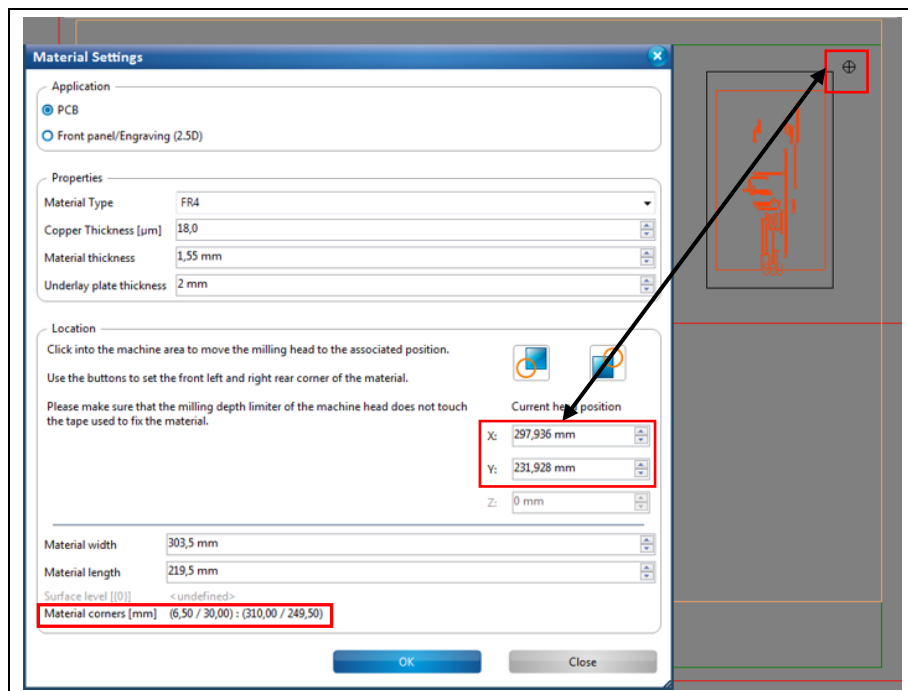 Material Settings
Application
PCB
Front panel/Engraving (2.5D)
Properties
Material Type FR4
Copper Thickness [µm] 18,0
Material thickness 1,55 mm
Underlay plate thickness 2 mm
Location
Click into the machine area to move the milling head to the associated position.
Use the buttons to set the front left and right rear corner of the material.
Please make sure that the milling depth limiter of the machine head does not touch
the tape used to fix the material.
Current head position
X: 297,936 mm
Y: 231,928 mm
Z: 0 mm
Material width 303,5 mm
Material length 219,5 mm
Surface level [{0}] <undefined>
Material corners [mm] (6,50 / 30,00) : (310,00 / 249,50)
OK Close